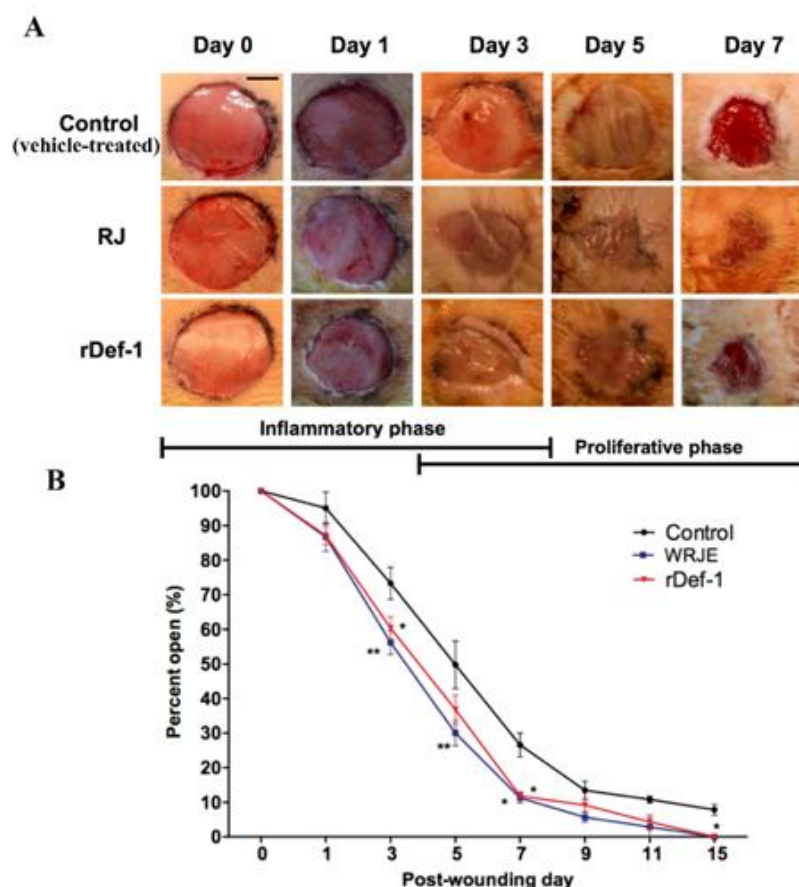 A
Day 0 Day 1 Day 3 Day 5 Day 7
Control
(vehicle-treated)
RJ
rDef-1
Inflammatory phase
Proliferative phase
B
Percent open (%)
100
90
80
70
60
50
40
30
20
10
0
Control
WRJE
rDef-1
*
**
**
*
*
*
0 1 3 5 7 9 11 15
Post-wounding day